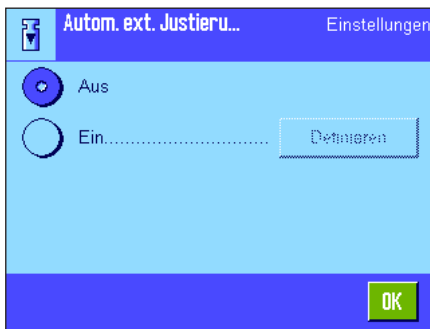 Autom. ext. Justieru... Einstellungen
Aus
Ein............................ Definieren
OK